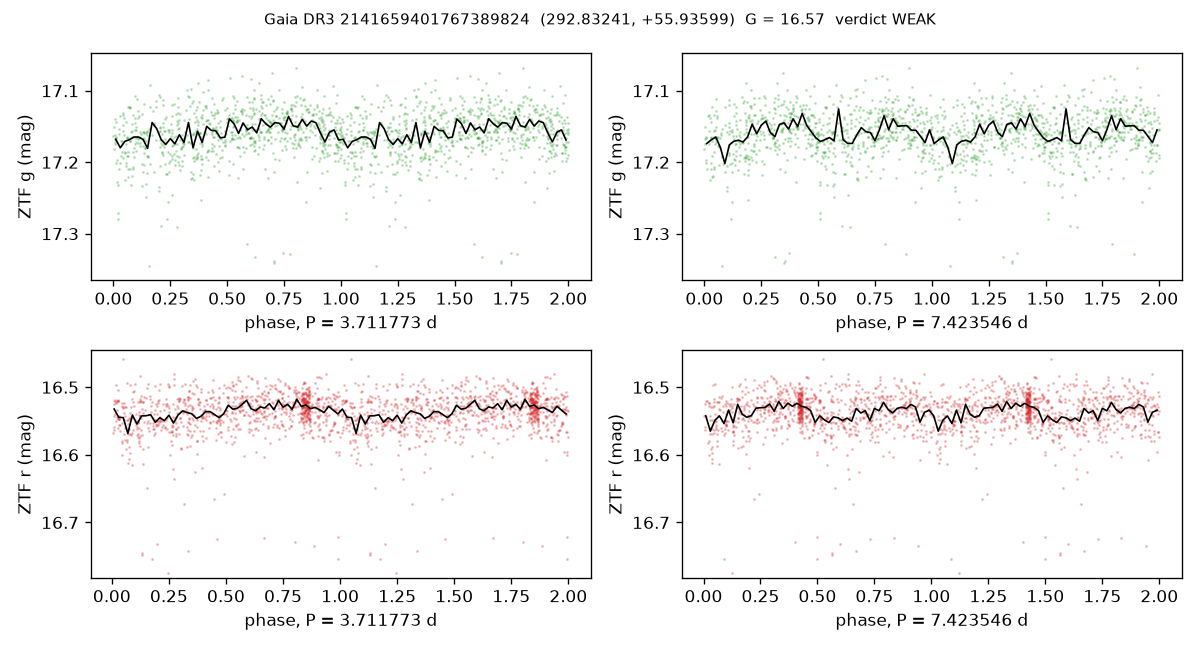 Gaia DR3 2141659401767389824  (292.83241, +55.93599)  G = 16.57  verdict WEAK
ZTF g (mag)
17.1
17.2
17.3
0.00 0.25 0.50 0.75 1.00 1.25 1.50 1.75 2.00
phase, P = 3.711773 d
ZTF g (mag)
17.1
17.2
17.3
0.00 0.25 0.50 0.75 1.00 1.25 1.50 1.75 2.00
phase, P = 7.423546 d
ZTF r (mag)
16.5
16.6
16.7
0.00 0.25 0.50 0.75 1.00 1.25 1.50 1.75 2.00
phase, P = 3.711773 d
ZTF r (mag)
16.5
16.6
16.7
0.00 0.25 0.50 0.75 1.00 1.25 1.50 1.75 2.00
phase, P = 7.423546 d